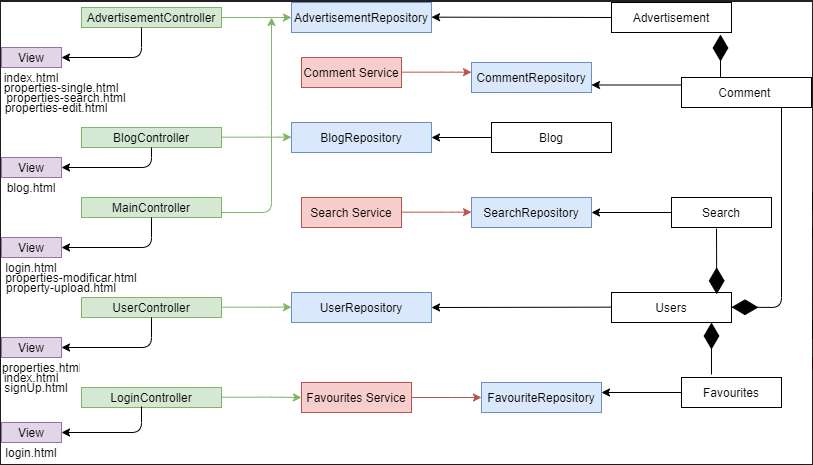 AdvertisementController
AdvertisementRepository
Advertisement
View
index.html
properties-single.html
properties-search.html
properties-edit.html
Comment Service
CommentRepository
Comment
BlogController
BlogRepository
Blog
View
blog.html
MainController
Search Service
SearchRepository
Search
View
login.html
properties-modificar.html
property-upload.html
UserController
UserRepository
Users
View
properties.html
index.html
signUp.html
LoginController
Favourites Service
FavouriteRepository
Favourites
View
login.html